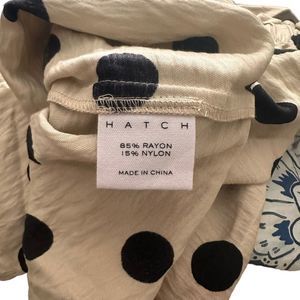 HATCH
85% RAYON
15% NYLON
MADE IN CHINA